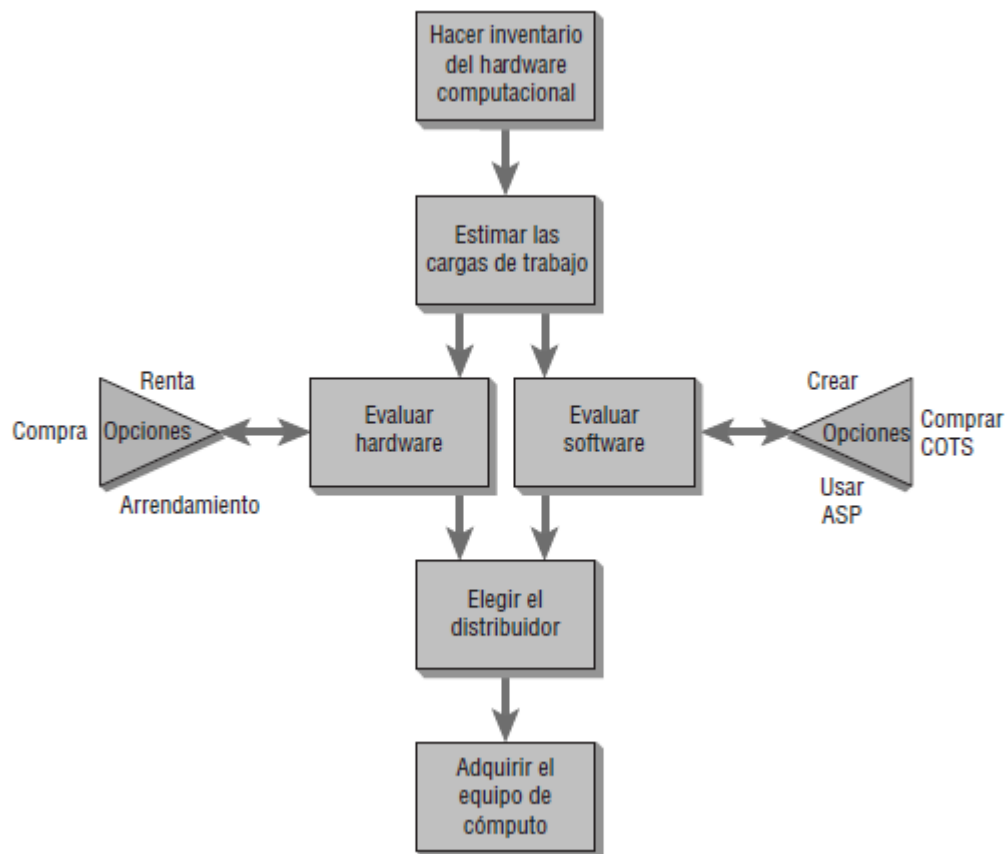 Hacer inventario
del hardware
computacional
Estimar las
cargas de trabajo
Renta
Compra
Opciones
Arrendamiento
Evaluar
hardware
Evaluar
software
Crear
Opciones
Comprar
COTS
Usar
ASP
Elegir el
distribuidor
Adquirir el
equipo de
cómputo